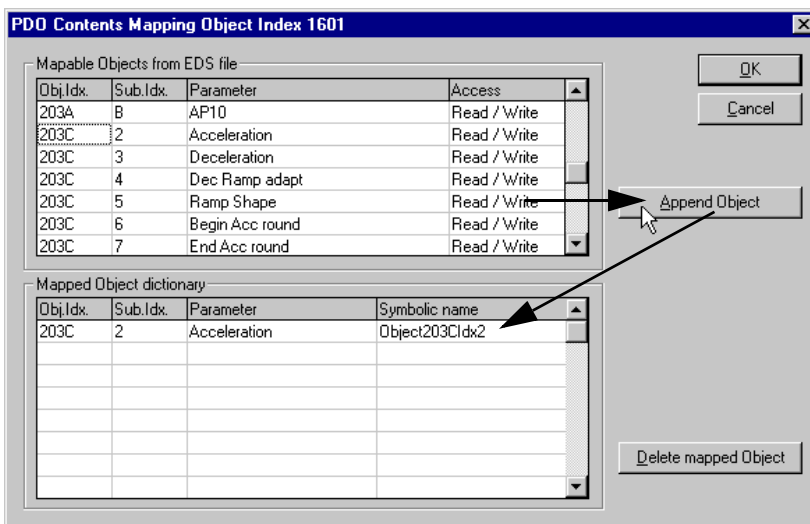 PDO Contents Mapping Object Index 1601
Mapable Objects from EDS file
Obj.Idx. Sub.Idx. Parameter Access
203A B AP10 Read / Write
203C 2 Acceleration Read / Write
203C 3 Deceleration Read / Write
203C 4 Dec Ramp adapt Read / Write
203C 5 Ramp Shape Read / Write
203C 6 Begin Acc round Read / Write
203C 7 End Acc round Read / Write
OK
Cancel
Append Object
Mapped Object dictionary
Obj.Idx. Sub.Idx. Parameter Symbolic name
203C 2 Acceleration Object203CIdx2
Delete mapped Object